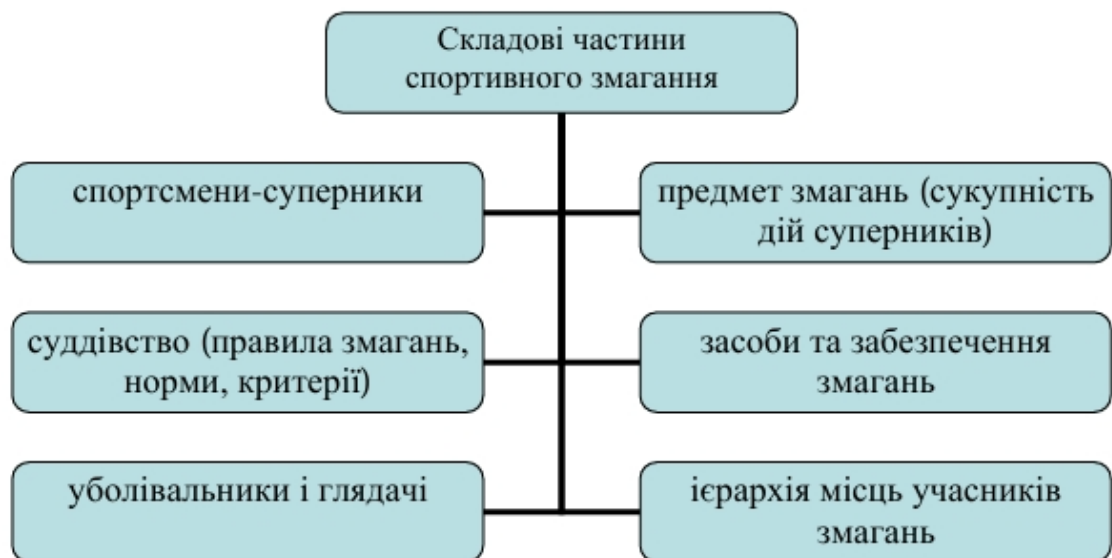 Складові частини
спортивного змагання
спортсмени-суперники
предмет змагань (сукупність
дій суперників)
суддівство (правила змагань,
норми, критерії)
засоби та забезпечення
змагань
уболівальники і глядачі
ієрархія місць учасників
змагань